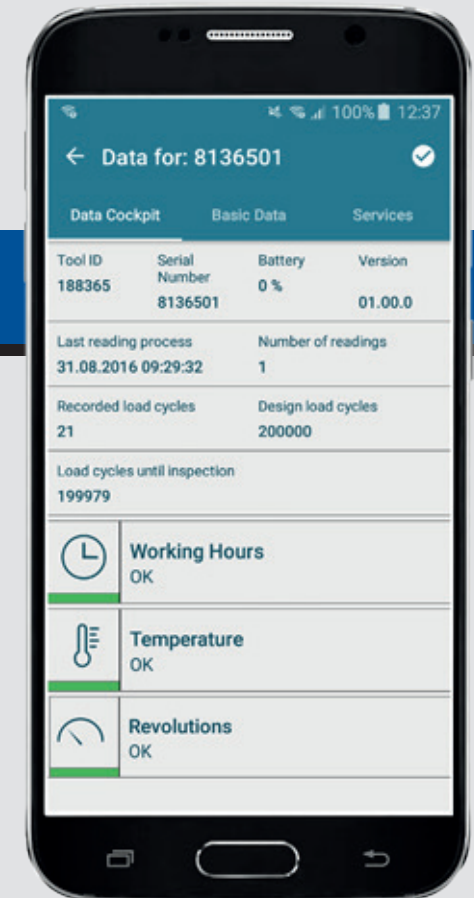 100% 12:37
Data for: 8136501
Data Cockpit Basic Data Services
Tool ID Serial Number Battery Version
188365 8136501 0 % 01.00.0
Last reading process Number of readings
31.08.2016 09:29:32 1
Recorded load cycles Design load cycles
21 200000
Load cycles until inspection
199979
Working Hours
OK
Temperature
OK
Revolutions
OK